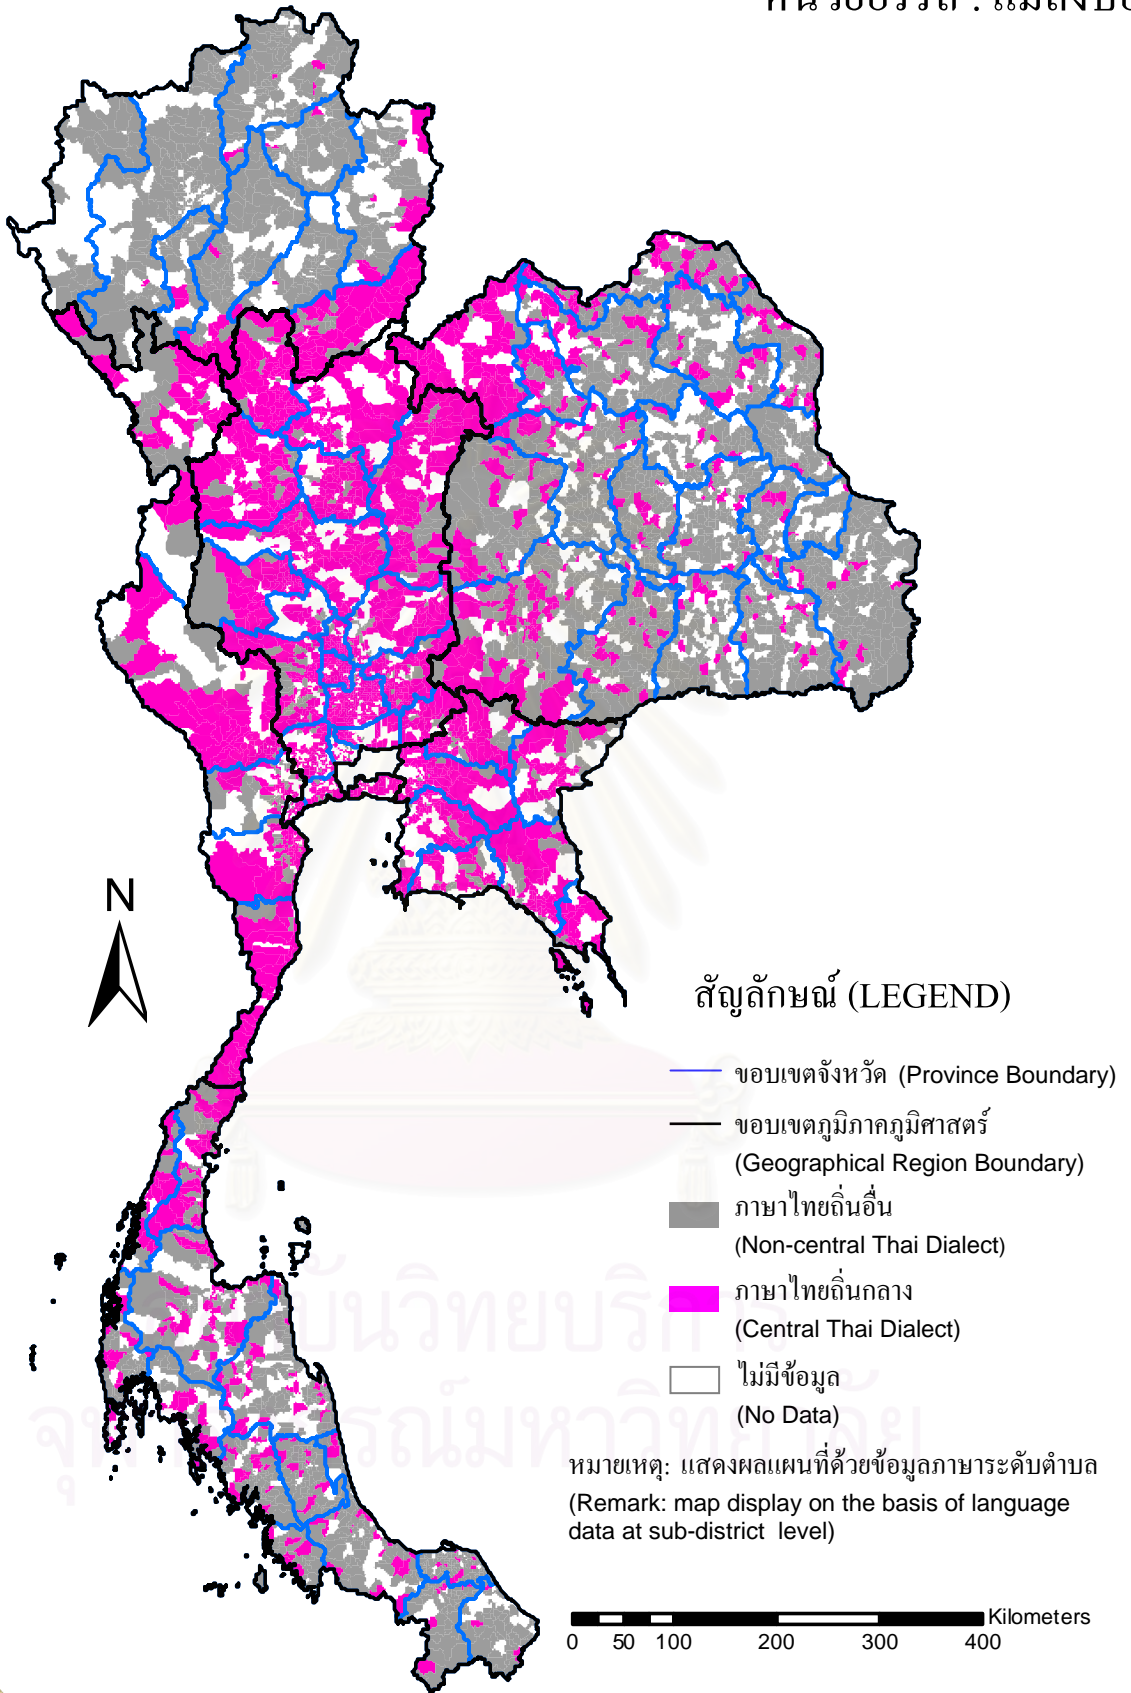 N
สัญลักษณ์ (LEGEND)
ขอบเขตจังหวัด (Province Boundary)
ขอบเขตภูมิภาคภูมิศาสตร์
(Geographical Region Boundary)
ภาษาไทยถิ่นอื่น
(Non-central Thai Dialect)
ภาษาไทยถิ่นกลาง
(Central Thai Dialect)
ไม่มีข้อมูล
(No Data)
หมายเหตุ: แสดงผลแผนที่ด้วยข้อมูลภาษาระดับตำบล
(Remark: map display on the basis of language
data at sub-district level)
Kilometers
0 50 100 200 300 400